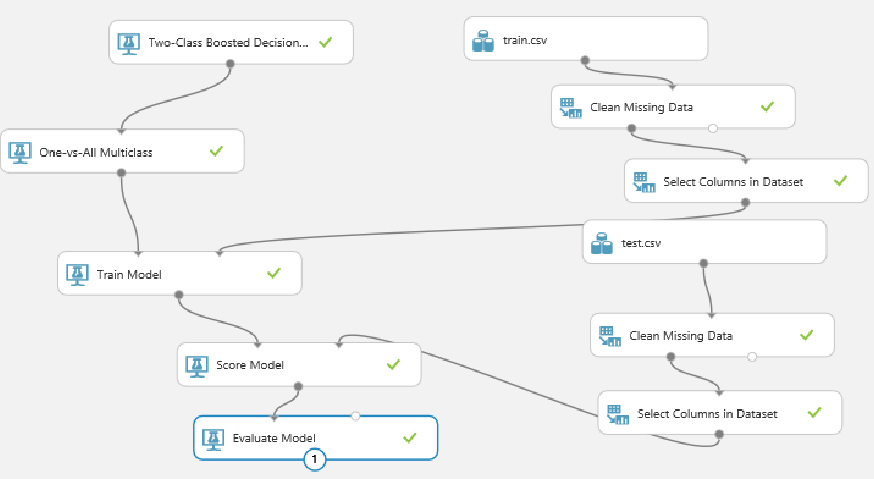 Two-Class Boosted Decision...
train.csv
Clean Missing Data
One-vs-All Multiclass
Select Columns in Dataset
test.csv
Train Model
Clean Missing Data
Score Model
Select Columns in Dataset
Evaluate Model
1